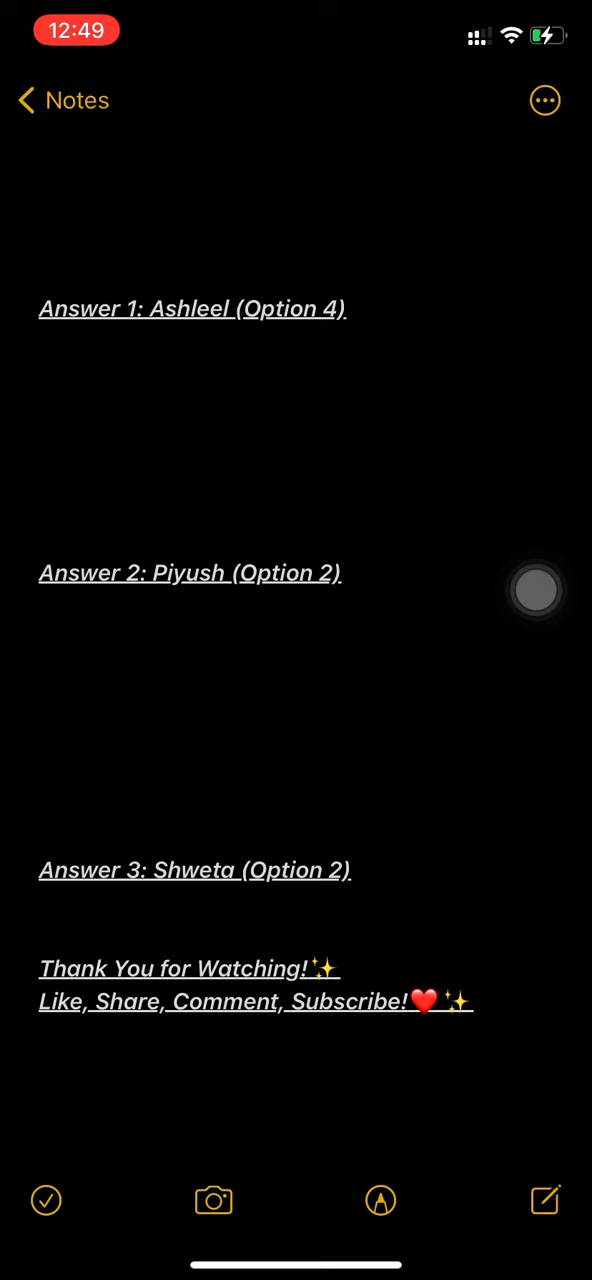 12:49
Notes
Answer 1: Ashleel (Option 4)
Answer 2: Piyush (Option 2)
Answer 3: Shweta (Option 2)
Thank You for Watching!✨
Like, Share, Comment, Subscribe!❤️✨